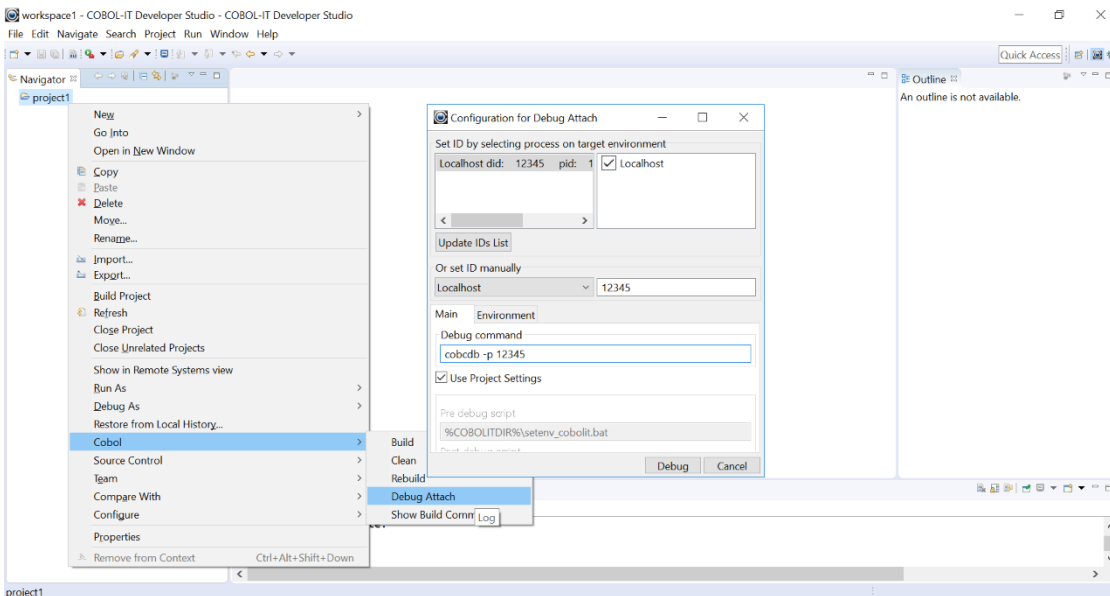 workspace1 - COBOL-IT Developer Studio - COBOL-IT Developer Studio
File Edit Navigate Search Project Run Window Help
Quick Access
Navigator
project1
New
Go Into
Open in New Window
Copy
Paste
Delete
Move...
Rename...
Import...
Export...
Build Project
Refresh
Close Project
Close Unrelated Projects
Show in Remote Systems view
Run As
Debug As
Restore from Local History...
Cobol
Source Control
Team
Compare With
Configure
Properties
Remove from Context Ctrl+Alt+Shift+Down
Build
Clean
Rebuild
Debug Attach
Show Build Comm
Log
Configuration for Debug Attach
Set ID by selecting process on target environment
Localhost did: 12345 pid: 1
Localhost
Update IDs List
Or set ID manually
Localhost 12345
Main Environment
Debug command
cobcdb -p 12345
Use Project Settings
Pre debug script
%COBOLITDIR%\setenv_cobolit.bat
Debug Cancel
Outline
An outline is not available.
project1